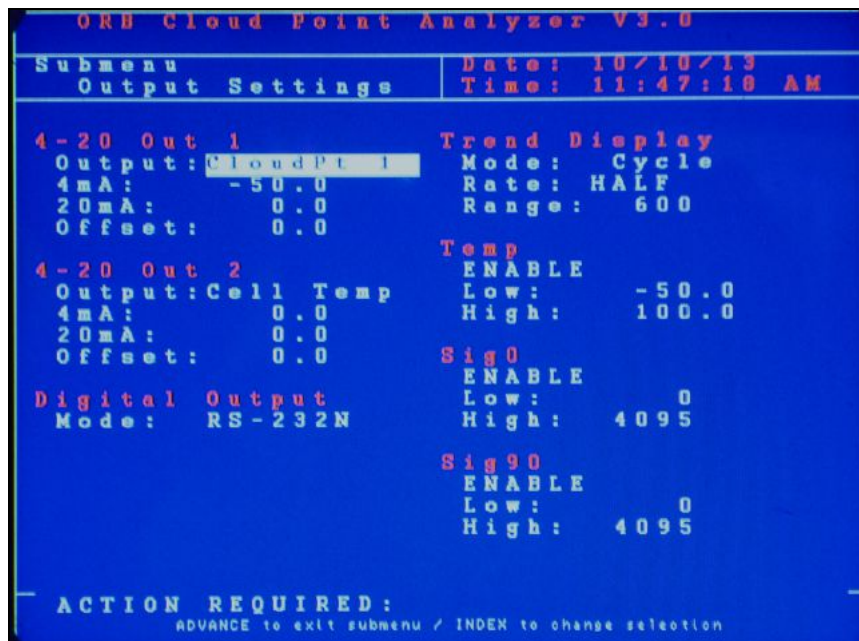 ORB Cloud Point Analyzer V3.0
Submenu
Output Settings
Date: 10/10/13
Time: 11:47:18 AM
4-20 Out 1
Output:CloudPt 1
4mA: -50.0
20mA: 0.0
Offset: 0.0
4-20 Out 2
Output:Cell Temp
4mA: 0.0
20mA: 0.0
Offset: 0.0
Digital Output
Mode: RS-232N
Trend Display
Mode: Cycle
Rate: HALF
Range: 600
Temp
ENABLE
Low: -50.0
High: 100.0
Sig0
ENABLE
Low: 0
High: 4095
Sig90
ENABLE
Low: 0
High: 4095
ACTION REQUIRED:
ADVANCE to exit submenu / INDEX to change selection